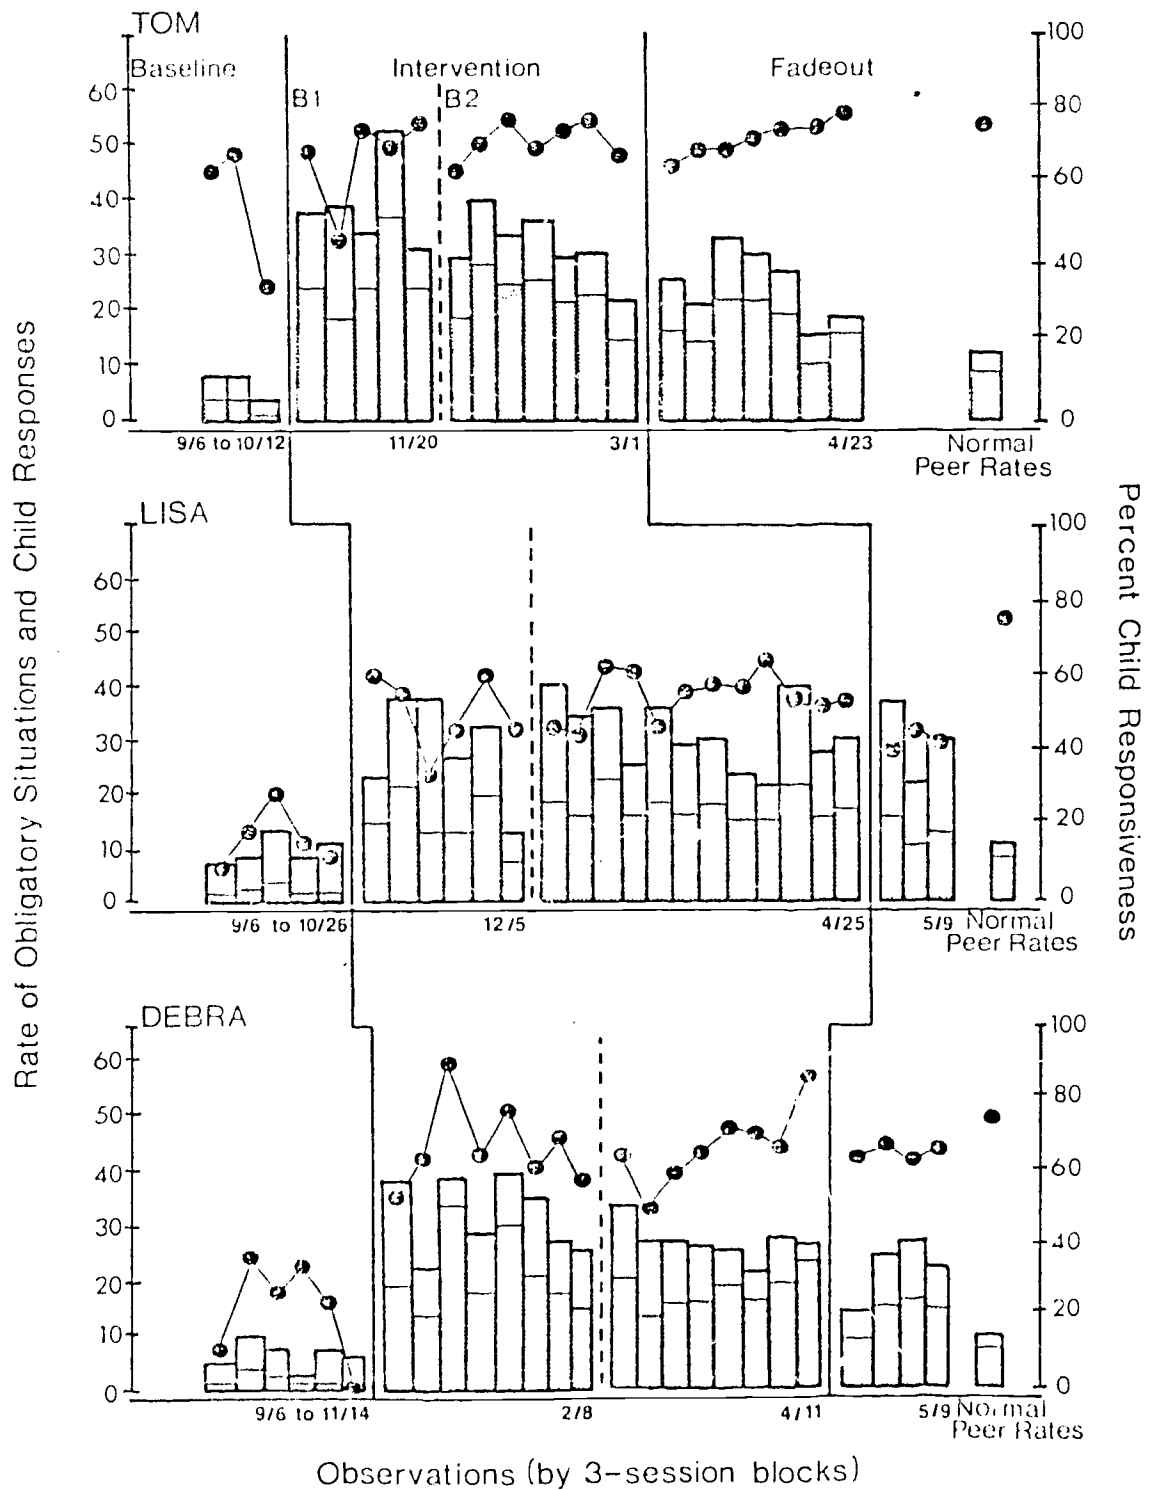 TOM
Baseline
Intervention
Fadeout
B1
B2
60
50
40
30
20
10
0
100
80
60
40
20
0
9/6 to 10/12
11/20
3/1
4/23
Normal
Peer Rates
LISA
60
50
40
30
20
10
0
100
80
60
40
20
0
9/6 to 10/26
12/5
4/25
5/9
Normal
Peer Rates
DEBRA
60
50
40
30
20
10
0
100
80
60
40
20
0
9/6 to 11/14
2/8
4/11
5/9
Normal
Peer Rates
Rate of Obligatory Situations and Child Responses
Percent Child Responsiveness
Observations (by 3-session blocks)